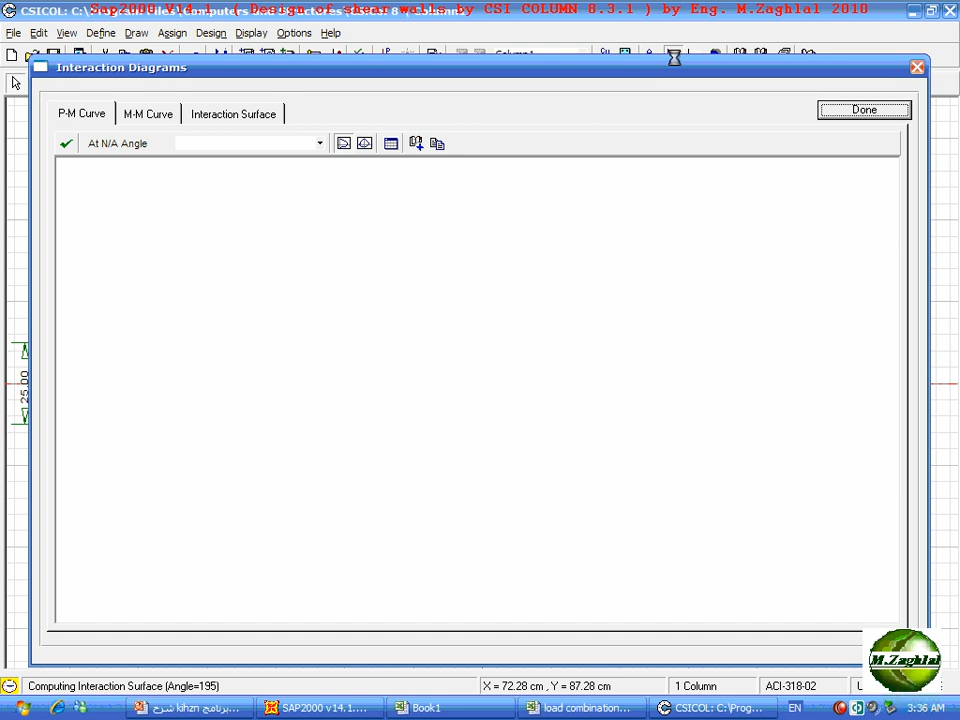 Sap2000 V14.1 ( Design of shear walls by CSI COLUMN 8.3.1 ) by Eng. M.Zaghlal 2010
File Edit View Define Draw Assign Design Display Options Help
Interaction Diagrams
P-M Curve M-M Curve Interaction Surface Done
At N/A Angle
25.00
M.Zaghlal
Computing Interaction Surface (Angle=195) X = 72.28 cm , Y = 87.28 cm 1 Column ACI-318-02
برنامج kihzn شرح... SAP2000 v14.1.... Book1 load combination... CSICOL: C:\Prog... EN 3:36 AM